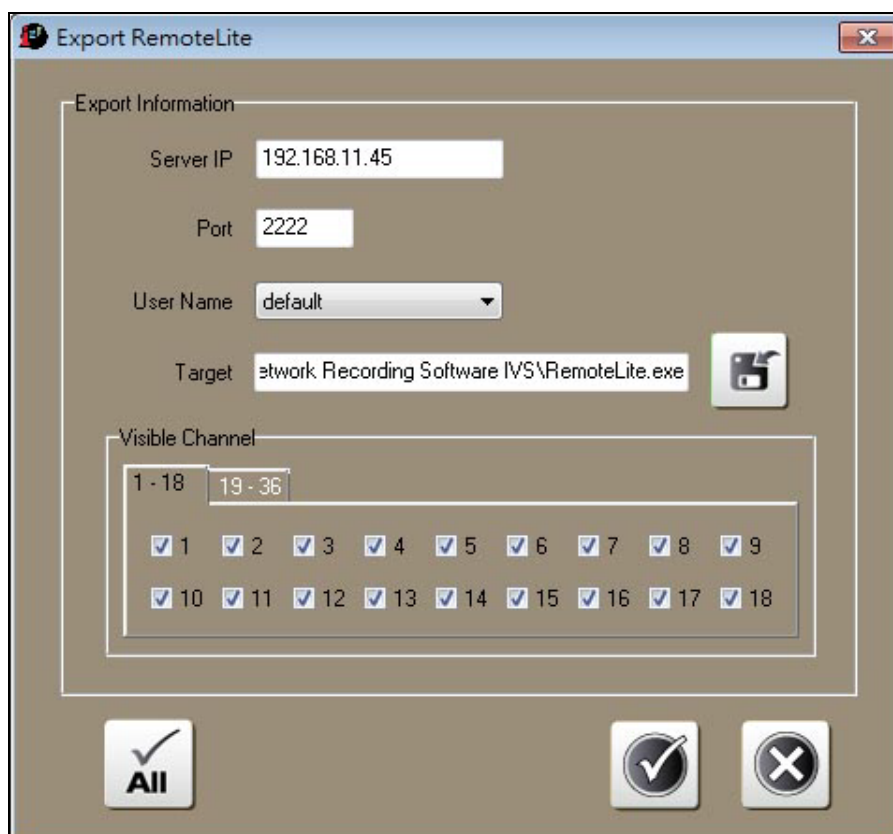 Export RemoteLite
Export Information
Server IP 192.168.11.45
Port 2222
User Name default
Target etwork Recording Software IVS\RemoteLite.exe
Visible Channel
1 - 18 19 - 36
1 2 3 4 5 6 7 8 9
10 11 12 13 14 15 16 17 18
All